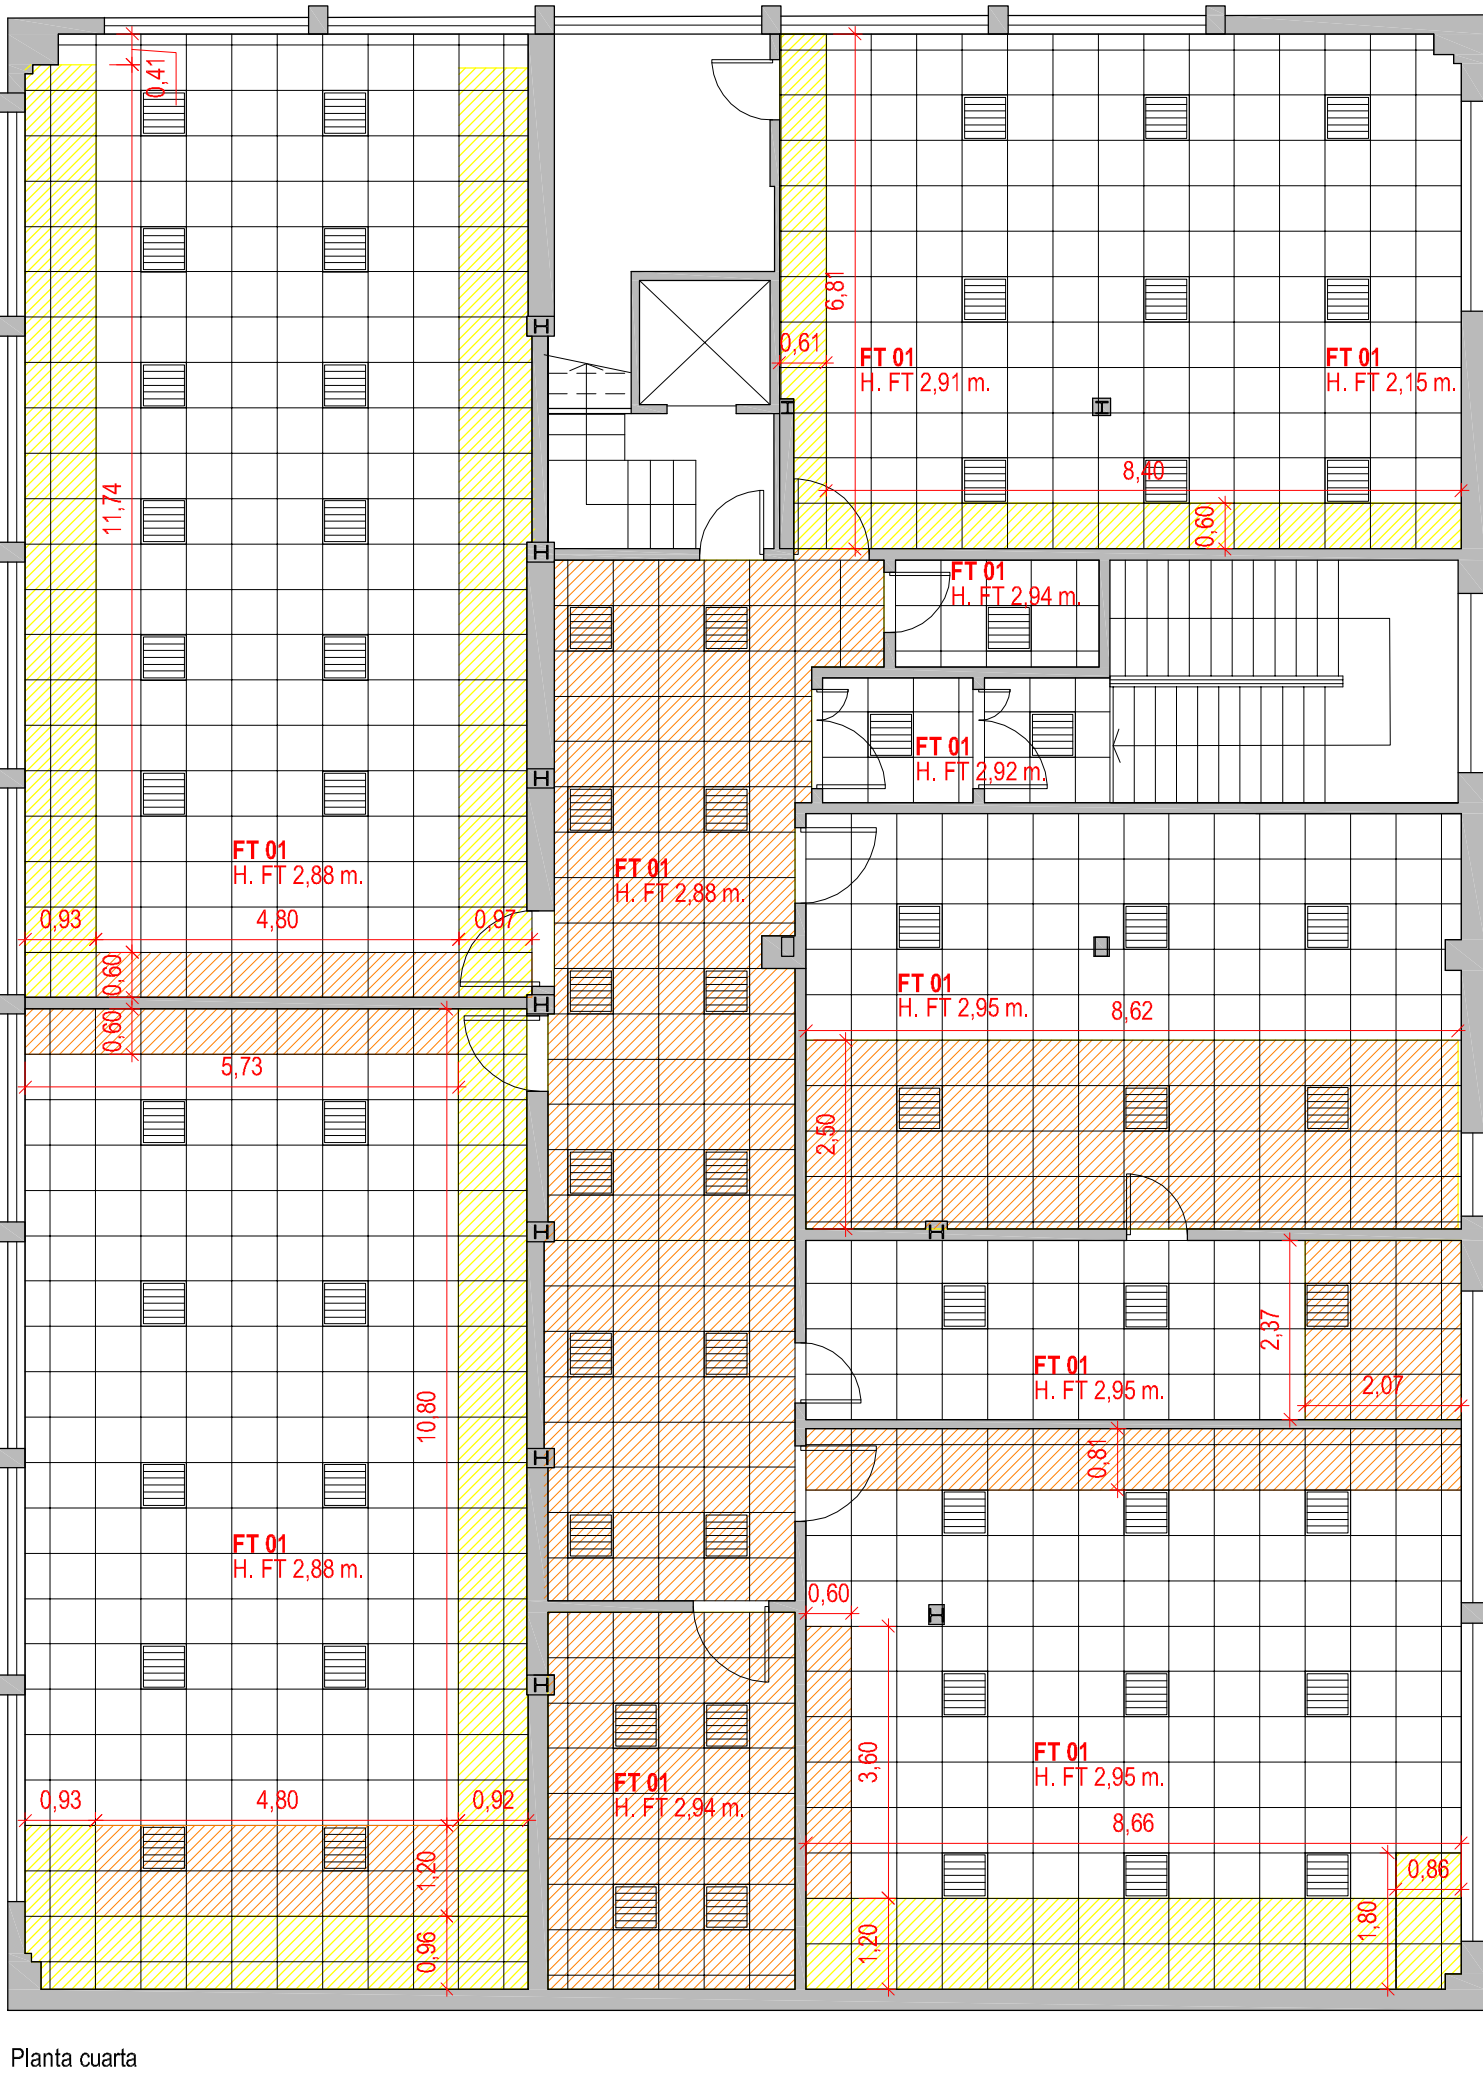 0,41
6,81
0,61
FT 01
H. FT 2,91 m.
FT 01
H. FT 2,15 m.
8,40
11,74
0,60
FT 01
H. FT 2,94 m.
FT 01
H. FT 2,92 m.
FT 01
H. FT 2,88 m.
FT 01
H. FT 2,88 m.
0,93
4,80
0,97
0,60
FT 01
H. FT 2,95 m.
8,62
0,60
5,73
2,50
2,37
FT 01
H. FT 2,95 m.
2,07
10,80
0,81
FT 01
H. FT 2,88 m.
0,60
3,60
FT 01
H. FT 2,95 m.
FT 01
H. FT 2,94 m.
0,93
4,80
0,92
8,66
1,20
0,86
0,96
1,20
1,80
Planta cuarta